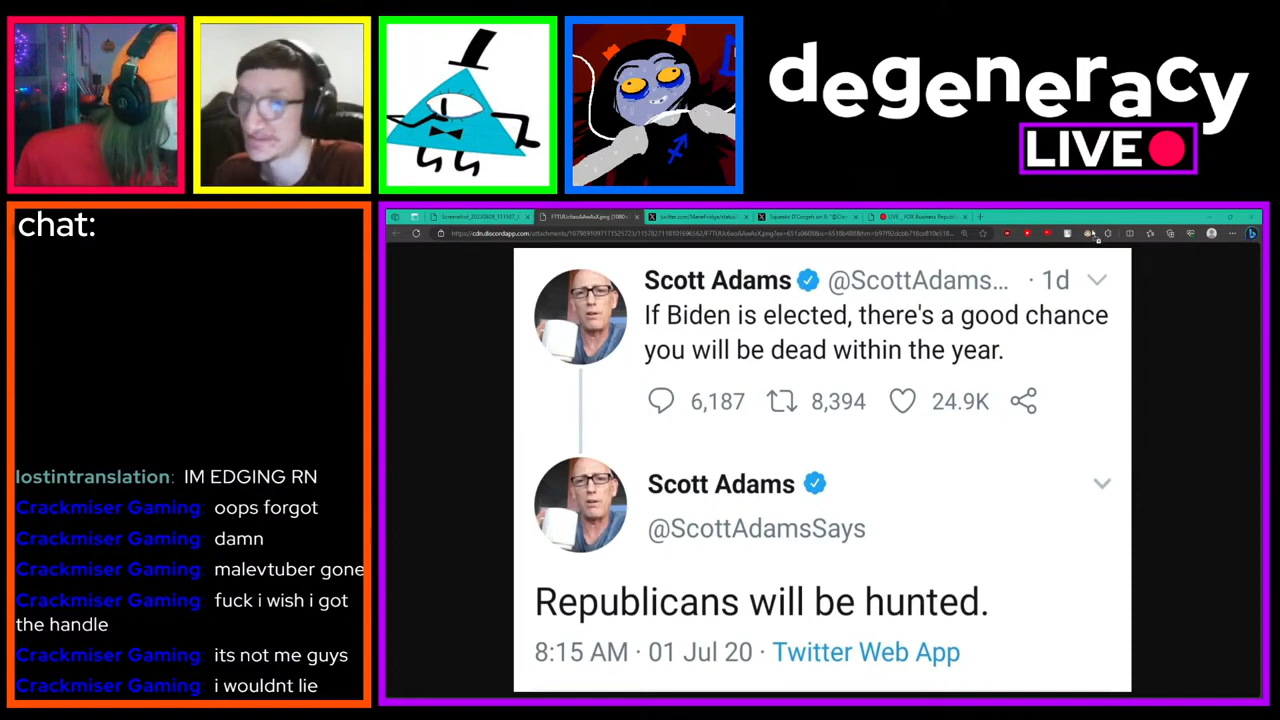 degeneracy
LIVE
chat:
lostintranslation: IM EDGING RN
Crackmiser Gaming: oops forgot
Crackmiser Gaming: damn
Crackmiser Gaming: malevtuber gone
Crackmiser Gaming: fuck i wish i got
the handle
Crackmiser Gaming: its not me guys
Crackmiser Gaming: i wouldnt lie
Scott Adams @ScottAdams... · 1d
If Biden is elected, there's a good chance
you will be dead within the year.
6,187 8,394 24.9K
Scott Adams
@ScottAdamsSays
Republicans will be hunted.
8:15 AM · 01 Jul 20 · Twitter Web App